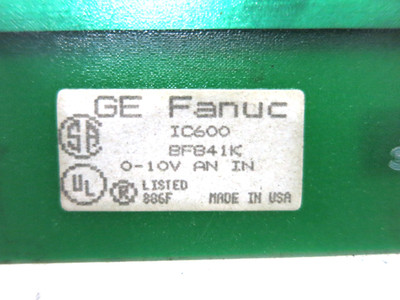 GE Fanuc
IC600
BF841K
0-10V AN IN
LISTED
886F MADE IN USA